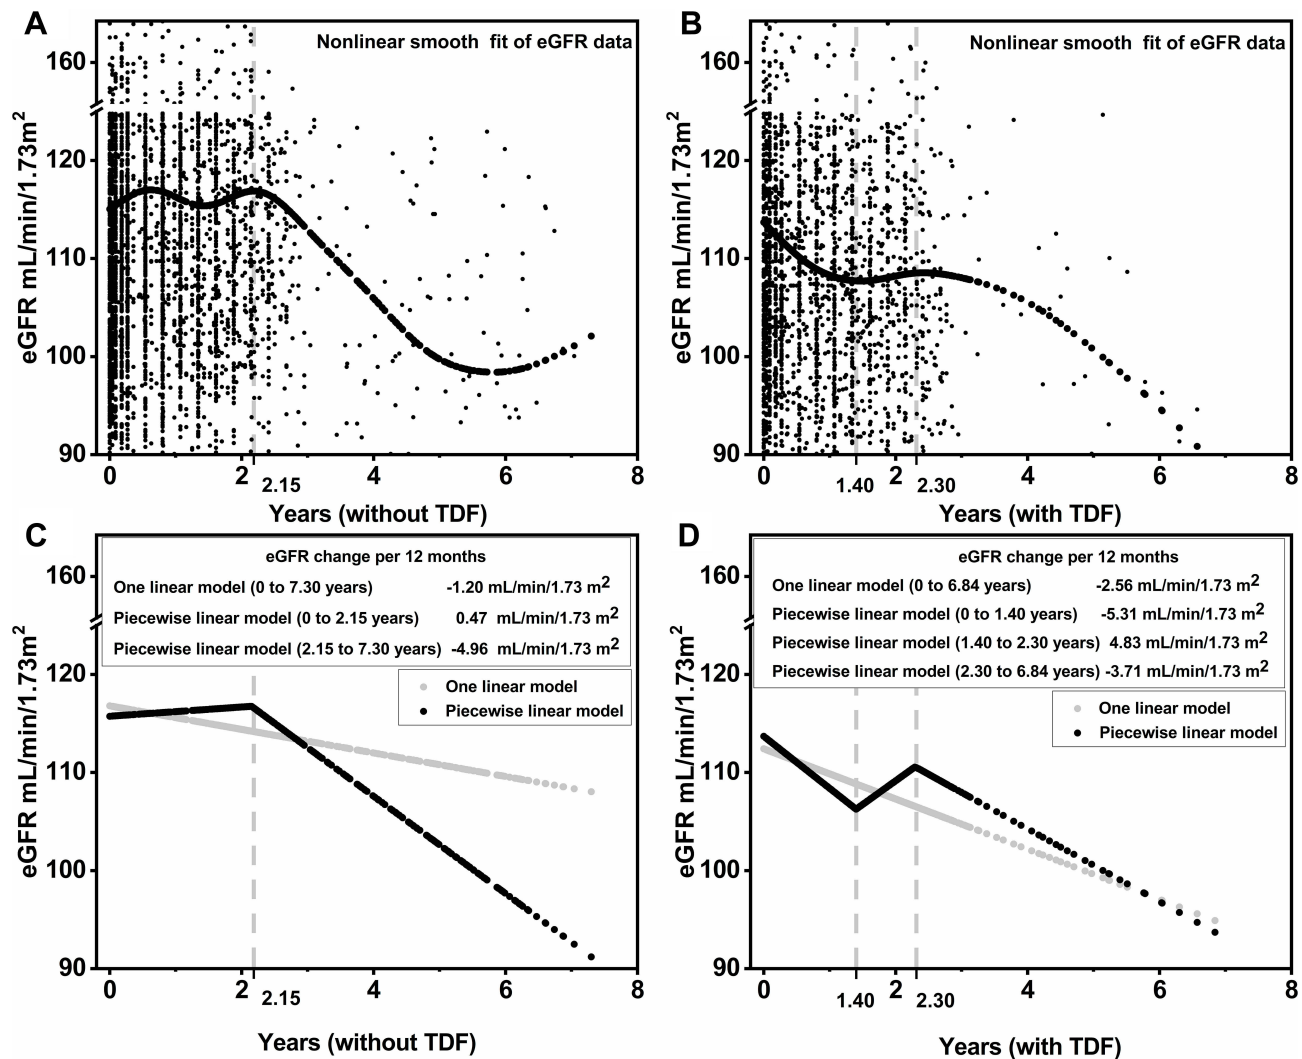 A
Nonlinear smooth fit of eGFR data
eGFR mL/min/1.73m²
160
120
110
100
90
0 2 4 6 8
2.15
Years (without TDF)
B
Nonlinear smooth fit of eGFR data
eGFR mL/min/1.73m²
160
120
110
100
90
0 2 4 6 8
1.40 2.30
Years (with TDF)
C
eGFR change per 12 months
One linear model (0 to 7.30 years) -1.20 mL/min/1.73 m²
Piecewise linear model (0 to 2.15 years) 0.47 mL/min/1.73 m²
Piecewise linear model (2.15 to 7.30 years) -4.96 mL/min/1.73 m²
One linear model
Piecewise linear model
eGFR mL/min/1.73m²
160
120
110
100
90
0 2 4 6 8
2.15
Years (without TDF)
D
eGFR change per 12 months
One linear model (0 to 6.84 years) -2.56 mL/min/1.73 m²
Piecewise linear model (0 to 1.40 years) -5.31 mL/min/1.73 m²
Piecewise linear model (1.40 to 2.30 years) 4.83 mL/min/1.73 m²
Piecewise linear model (2.30 to 6.84 years) -3.71 mL/min/1.73 m²
One linear model
Piecewise linear model
eGFR mL/min/1.73m²
160
120
110
100
90
0 2 4 6 8
1.40 2.30
Years (with TDF)